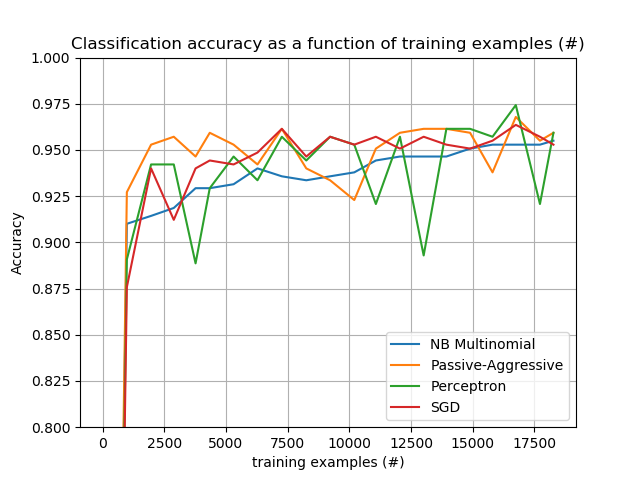 Classification accuracy as a function of training examples (#)
1.000
0.975
0.950
0.925
0.900
0.875
0.850
0.825
0.800
Accuracy
NB Multinomial
Passive-Aggressive
Perceptron
SGD
0 2500 5000 7500 10000 12500 15000 17500
training examples (#)